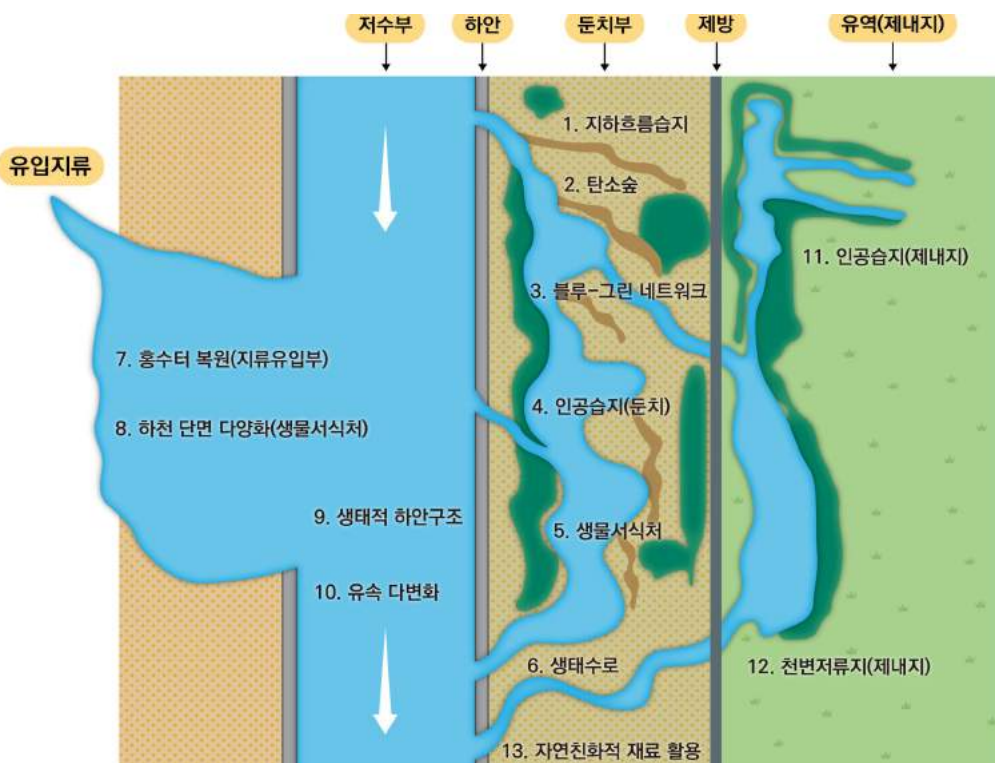 저수부
하안
둔치부
제방
유역(제내지)
유입지류
1. 지하흐름습지
2. 탄소숲
3. 블루-그린 네트워크
4. 인공습지(둔치)
5. 생물서식처
6. 생태수로
7. 홍수터 복원(지류유입부)
8. 하천 단면 다양화(생물서식처)
9. 생태적 하안구조
10. 유속 다변화
11. 인공습지(제내지)
12. 천변저류지(제내지)
13. 자연친화적 재료 활용